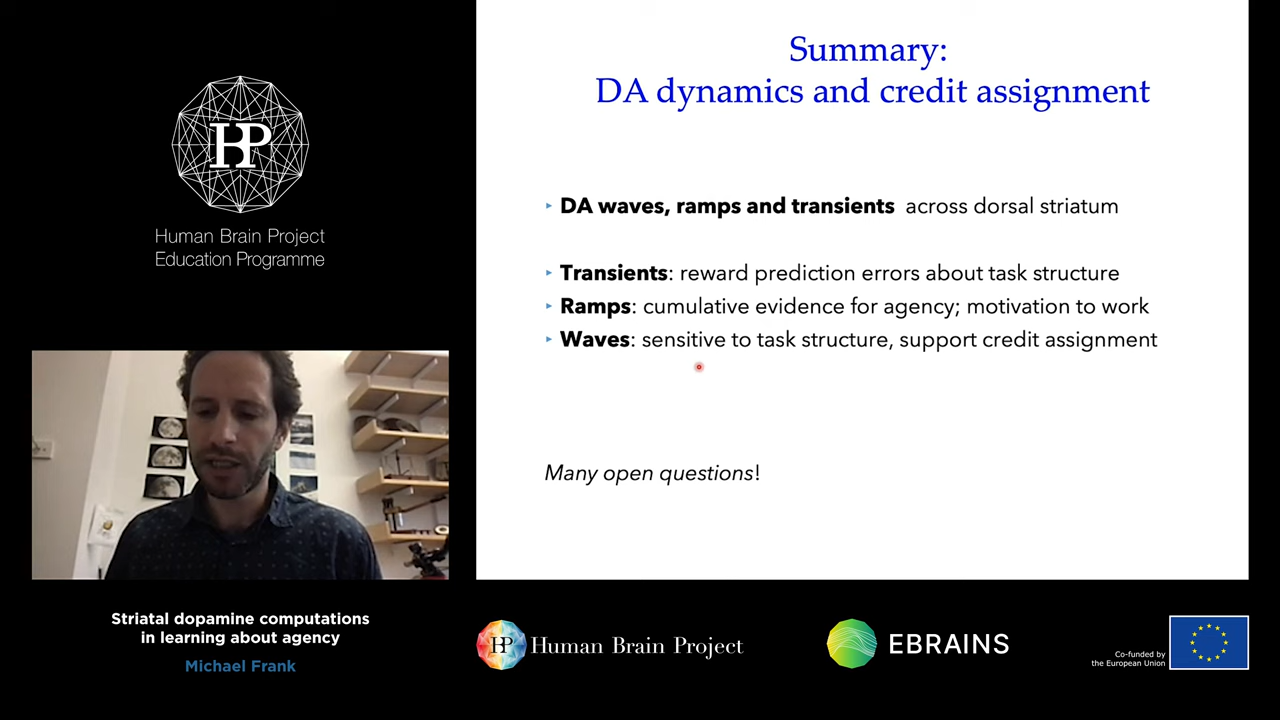 HBP
Human Brain Project
Education Programme
Summary:
DA dynamics and credit assignment
‣ DA waves, ramps and transients across dorsal striatum
‣ Transients: reward prediction errors about task structure
‣ Ramps: cumulative evidence for agency; motivation to work
‣ Waves: sensitive to task structure, support credit assignment
Many open questions!
Striatal dopamine computations
in learning about agency
Michael Frank
HBP Human Brain Project
EBRAINS
Co-funded by
the European Union